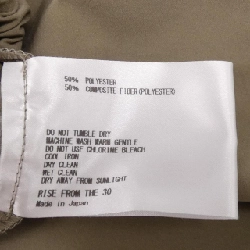 50% POLYESTER
50% COMPOSITE FIBER(POLYESTER)
DO NOT TUMBLE DRY
MACHINE WASH WARM GENTLE
DO NOT USE CHLORINE BLEACH
COOL IRON
DRY CLEAN
WET CLEAN
DRY AWAY FROM SUNLIGHT
RISE FROM THE 30
Made in Japan